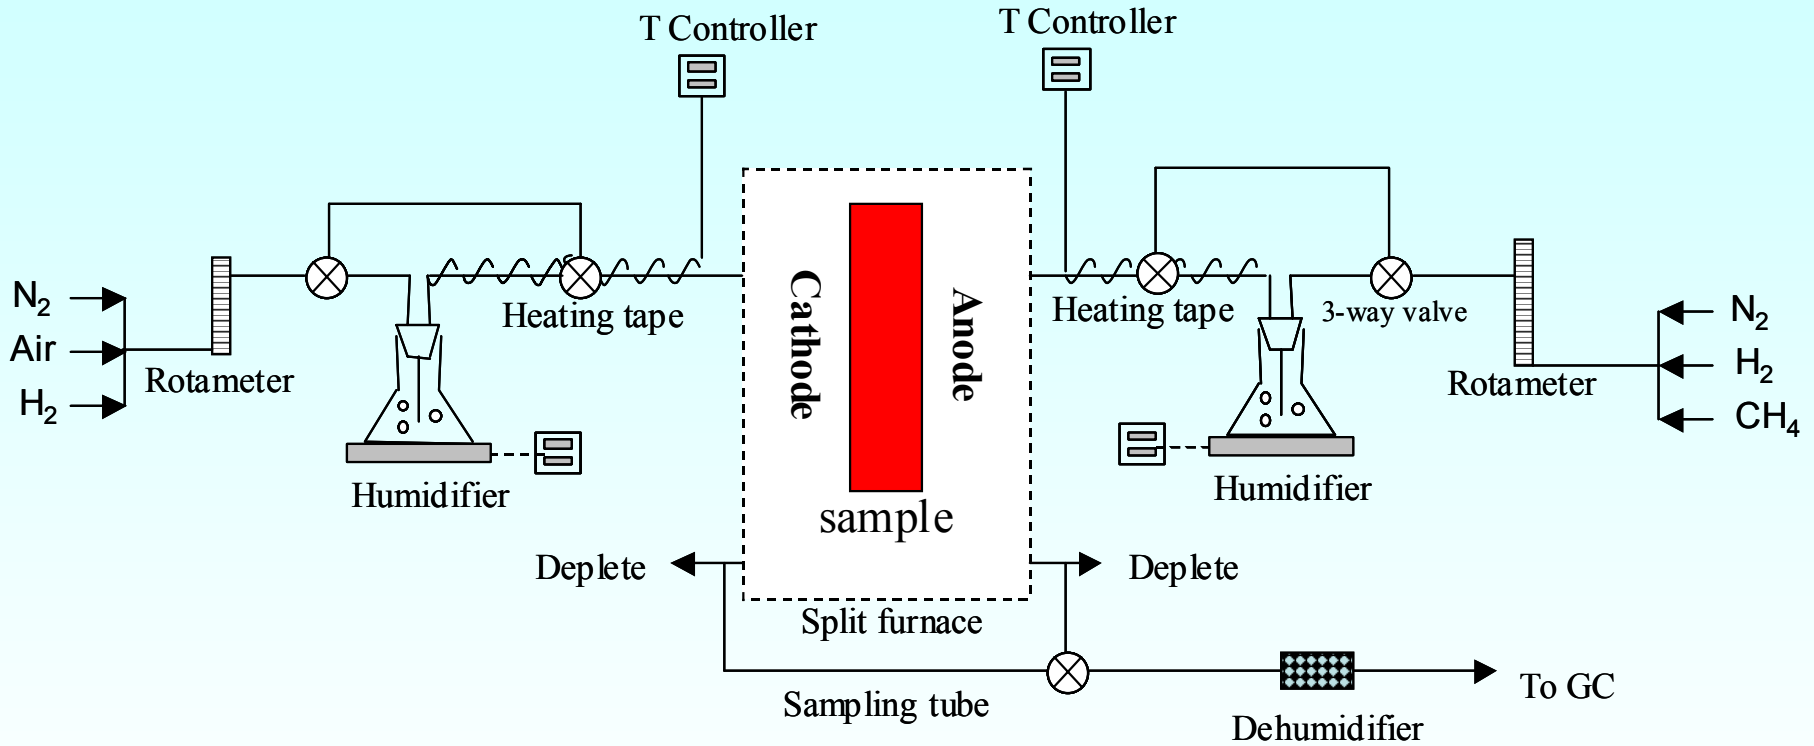 T Controller
T Controller
N2
Air
H2
Rotameter
Heating tape
Humidifier
Cathode
Anode
sample
Heating tape
3-way valve
Humidifier
Rotameter
N2
H2
CH4
Deplete
Deplete
Split furnace
Sampling tube
Dehumidifier
To GC